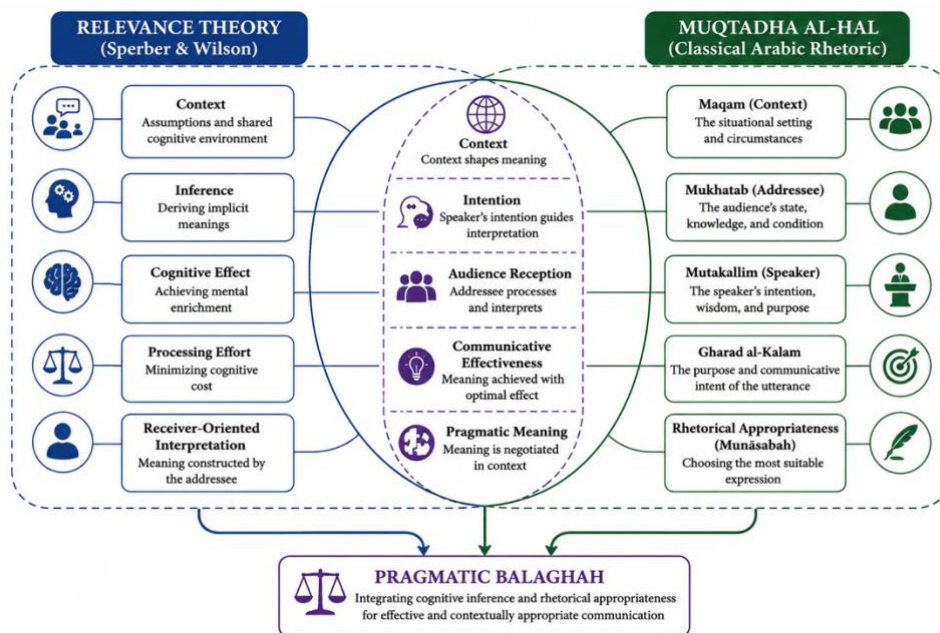 RELEVANCE THEORY
(Sperber & Wilson)
MUQTADHA AL-HAL
(Classical Arabic Rhetoric)
Context
Assumptions and shared
cognitive environment
Inference
Deriving implicit
meanings
Cognitive Effect
Achieving mental
enrichment
Processing Effort
Minimizing cognitive
cost
Receiver-Oriented
Interpretation
Meaning constructed by
the addressee
Context
Context shapes meaning
Intention
Speaker's intention guides
interpretation
Audience Reception
Addressee processes
and interprets
Communicative
Effectiveness
Meaning achieved with
optimal effect
Pragmatic Meaning
Meaning is negotiated
in context
Maqam (Context)
The situational setting
and circumstances
Mukhatab (Addressee)
The audience's state,
knowledge, and condition
Mutakallim (Speaker)
The speaker's intention,
wisdom, and purpose
Gharad al-Kalam
The purpose and communicative
intent of the utterance
Rhetorical Appropriateness
(Munāsabah)
Choosing the most suitable
expression
PRAGMATIC BALAGHAH
Integrating cognitive inference and rhetorical appropriateness
for effective and contextually appropriate communication